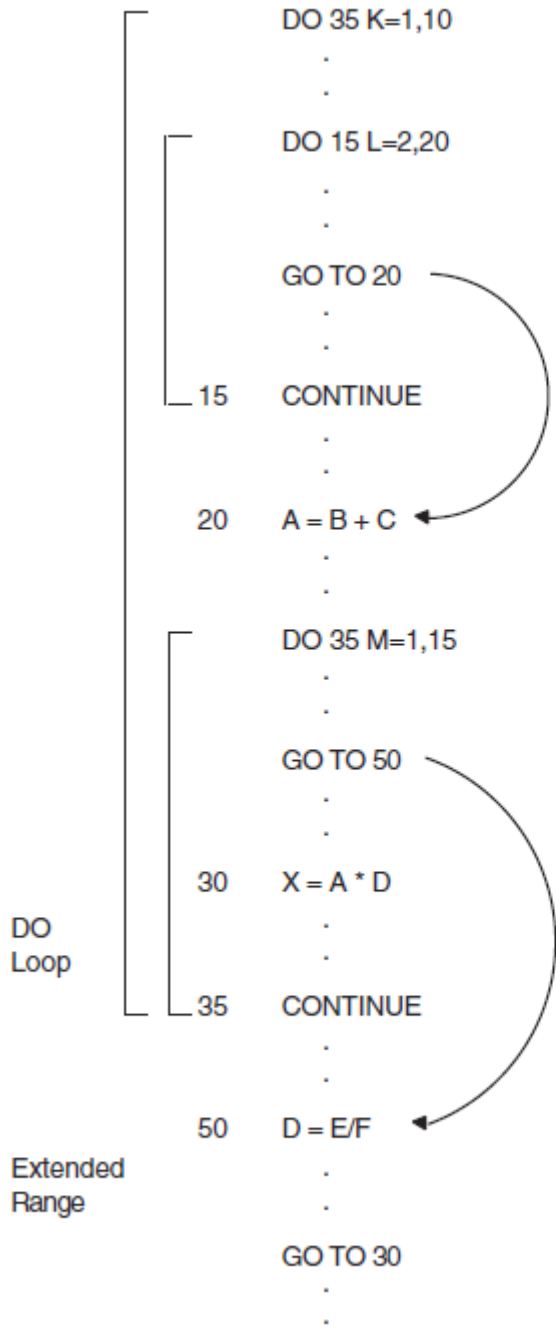 DO 35 K=1,10
.
.
DO 15 L=2,20
.
.
GO TO 20
.
.
15 CONTINUE
.
.
20 A = B + C
.
.
DO 35 M=1,15
.
.
GO TO 50
.
.
30 X = A * D
.
DO
Loop
.
35 CONTINUE
.
.
50 D = E/F
Extended
.
Range
.
GO TO 30
.
.